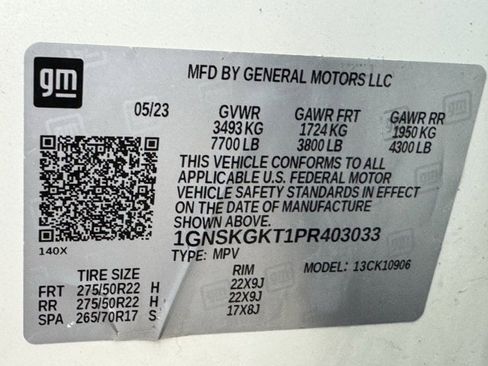 gm
MFD BY GENERAL MOTORS LLC
05/23 GVWR GAWR FRT GAWR RR
3493 KG 1724 KG 1950 KG
7700 LB 3800 LB 4300 LB
THIS VEHICLE CONFORMS TO ALL
APPLICABLE U.S. FEDERAL MOTOR
VEHICLE SAFETY STANDARDS IN EFFECT
ON THE DATE OF MANUFACTURE
SHOWN ABOVE.
1GNSKGKT1PR403033
140X TYPE: MPV MODEL: 13CK10906
TIRE SIZE RIM
FRT 275/50R22 H 22X9J
RR 275/50R22 H 22X9J
SPA 265/70R17 S 17X8J